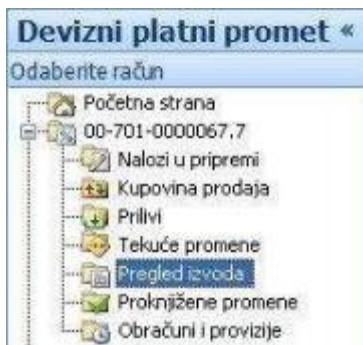 Devizni platni promet «
Odaberite račun
Početna strana
00-701-0000067.7
Nalozi u pripremi
Kupovina prodaja
Prilivi
Tekuće promene
Pregled izvoda
Proknjižene promene
Obračuni i provizije